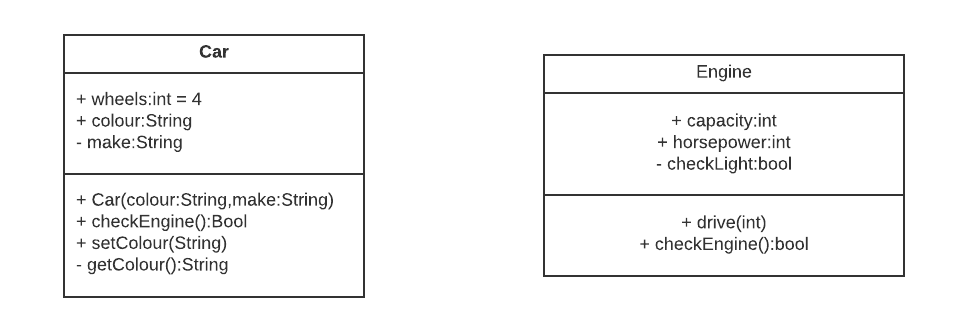 Car
+ wheels:int = 4
+ colour:String
- make:String
+ Car(colour:String,make:String)
+ checkEngine():Bool
+ setColour(String)
- getColour():String
Engine
+ capacity:int
+ horsepower:int
- checkLight:bool
+ drive(int)
+ checkEngine():bool